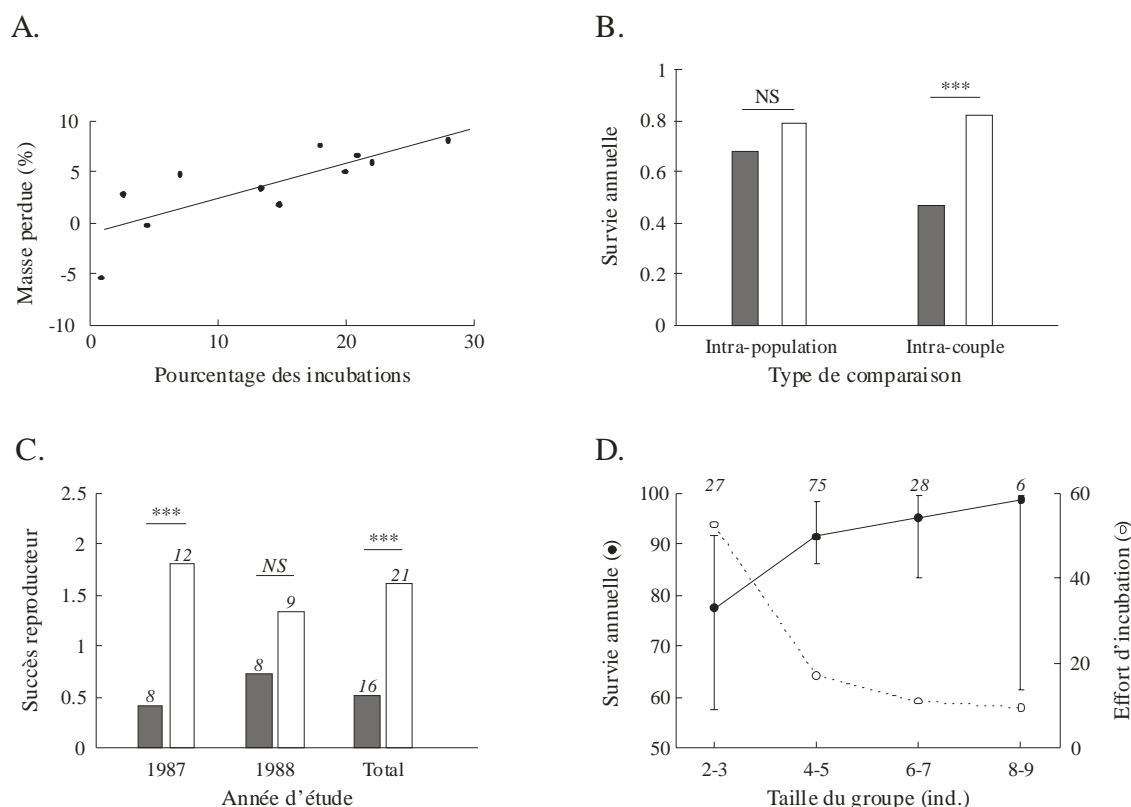 A.
Masse perdue (%)
10
5
0
-5
-10
0
10
20
30
Pourcentage des incubations
B.
Survie annuelle
1
0.8
0.6
0.4
0.2
0
NS
***
Intra-population
Intra-couple
Type de comparaison
C.
Succès reproducteur
2.5
2
1.5
1
0.5
0
***
NS
***
8
12
8
9
16
21
1987
1988
Total
Année d'étude
D.
27
75
28
6
Survie annuelle (●)
100
90
80
70
60
50
60
40
20
0
Effort d'incubation (○)
2-3
4-5
6-7
8-9
Taille du groupe (ind.)